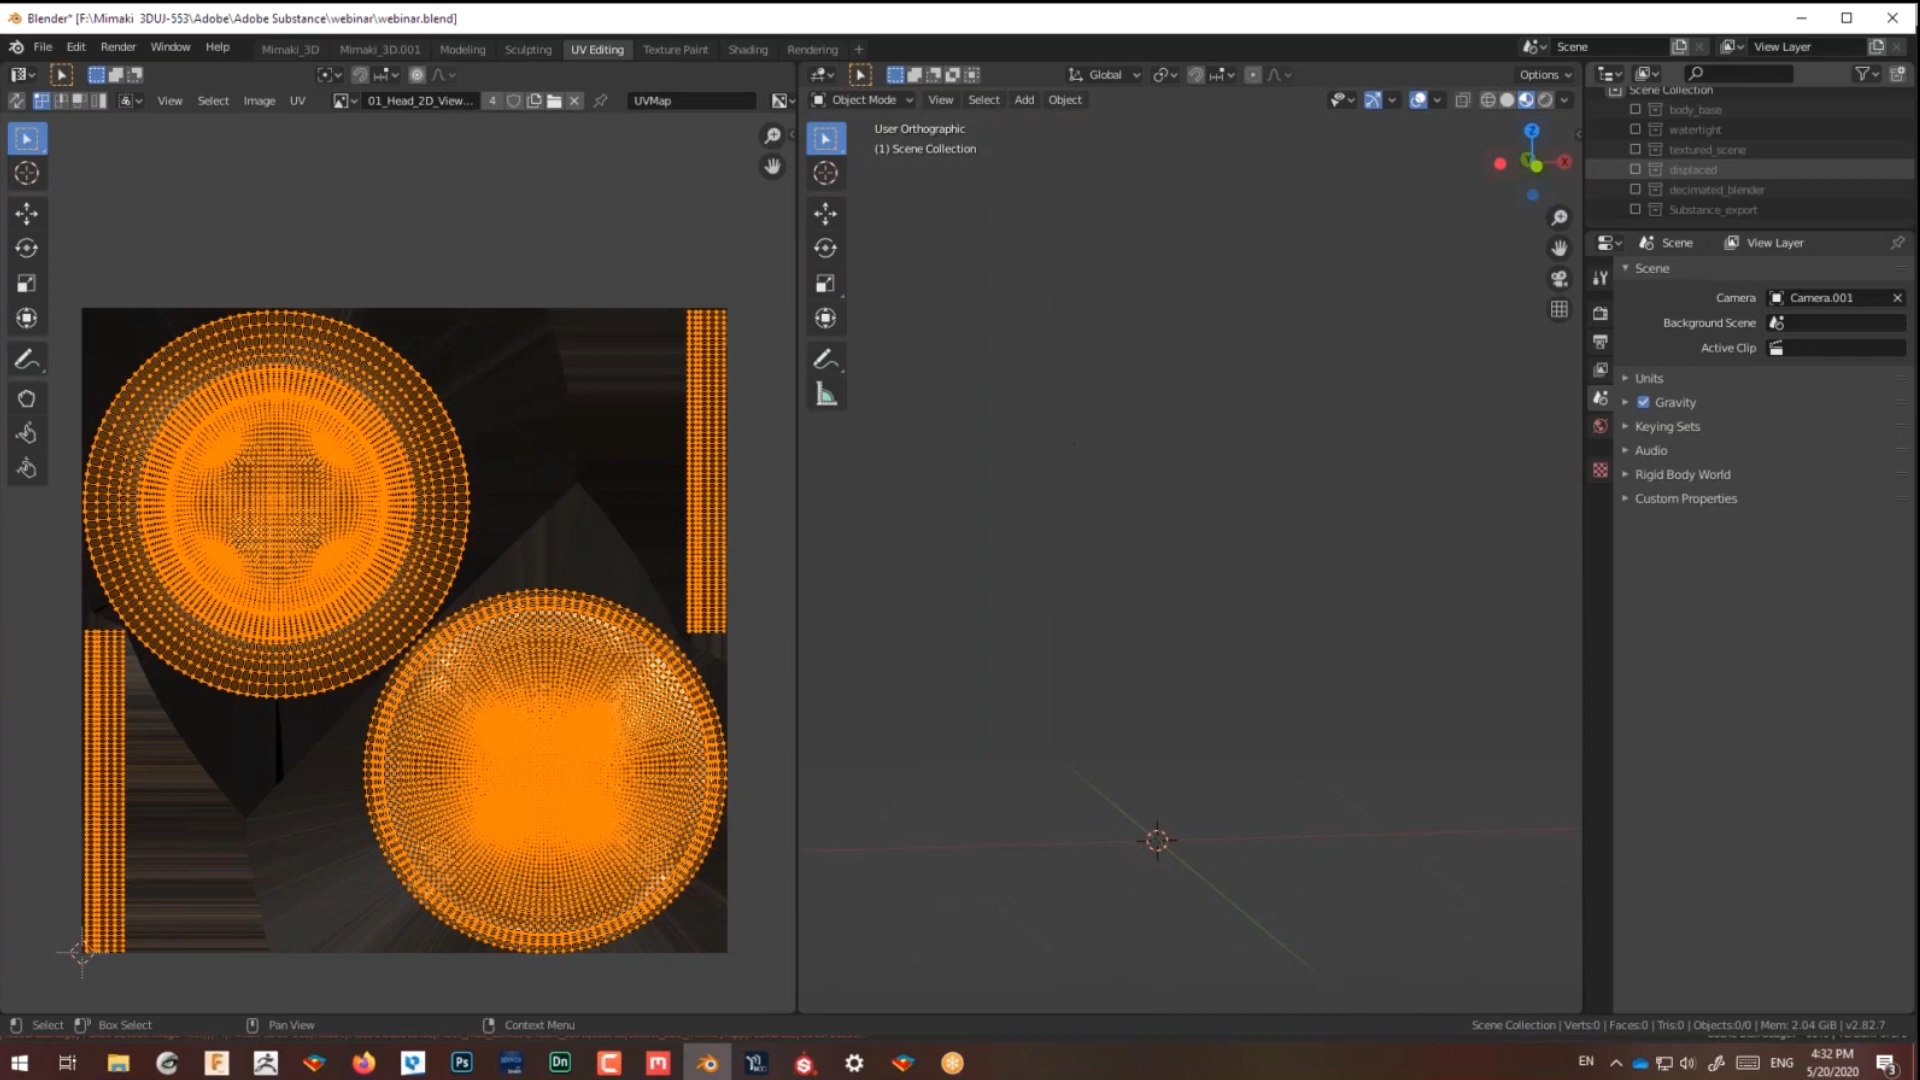 Blender* [F:\Mimaki 3DUJ-553\Adobe\Adobe Substance\webinar\webinar.blend]
File Edit Render Window Help
Mimaki_3D Mimaki_3D.001 Modeling Sculpting UV Editing Texture Paint Shading Rendering +
Scene
View Layer
Global
Options
View Select Image UV
01_Head_2D_View...
4
UVMap
Object Mode
View Select Add Object
User Orthographic
(1) Scene Collection
Z
X
Y
Scene Collection
body_base
watertight
textured_scene
displaced
decimated_blender
Substance_export
Scene
View Layer
Scene
Camera
Camera.001
Background Scene
Active Clip
Units
Gravity
Keying Sets
Audio
Rigid Body World
Custom Properties
Select
Box Select
Pan View
Context Menu
Scene Collection | Verts:0 | Faces:0 | Tris:0 | Objects:0/0 | Mem: 2.04 GiB | v2.82.7
Ps
Dn
EN
ENG
4:32 PM
5/20/2020
3